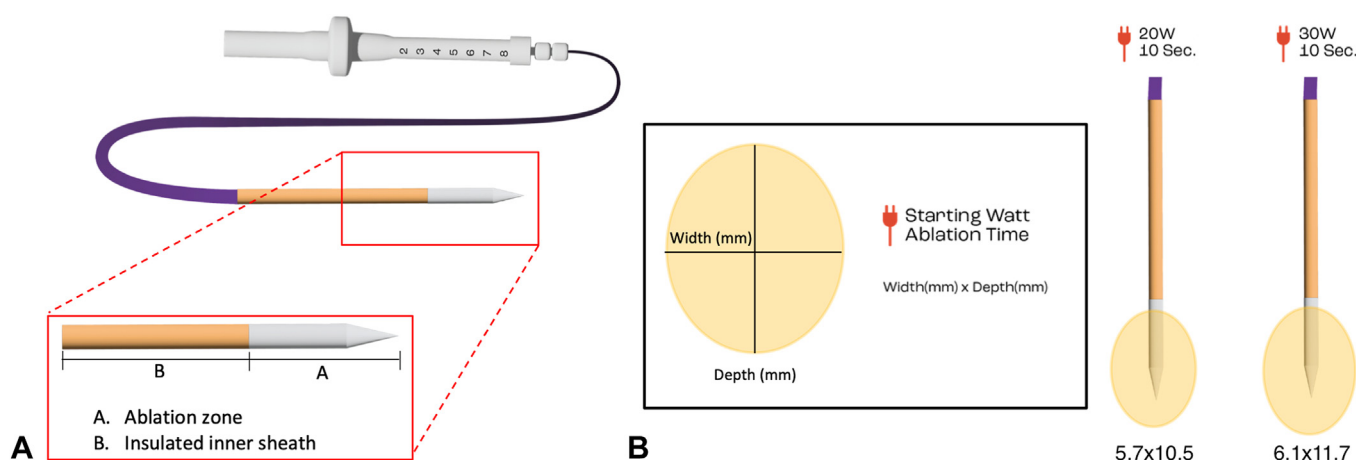 A
2 3 4 5 6 7 8
B
A
A. Ablation zone
B. Insulated inner sheath
B
Width (mm)
Depth (mm)
Starting Watt
Ablation Time
Width(mm) x Depth(mm)
20W
10 Sec.
5.7x10.5
30W
10 Sec.
6.1x11.7